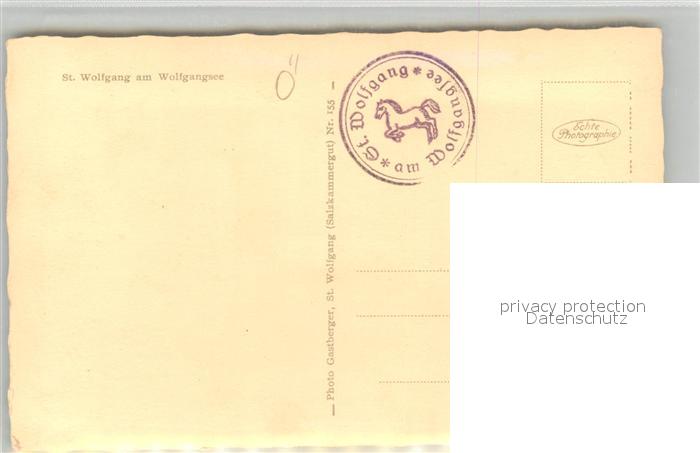 St. Wolfgang am Wolfgangsee
Ö
St. Wolfgang * am Wolfgangsee *
— Photo Gastberger, St. Wolfgang (Salzkammergut) Nr. 155 —
Echte
Photographie
privacy protection
Datenschutz